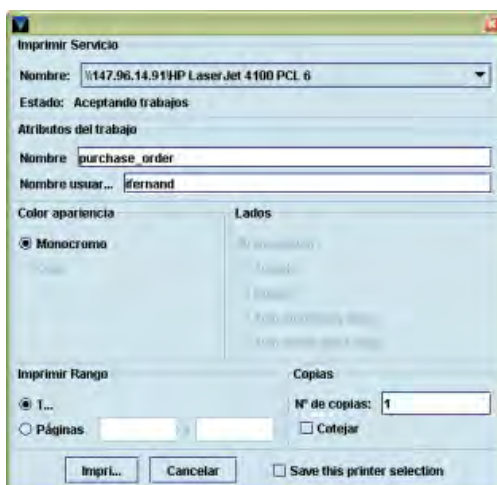 Imprimir Servicio
Nombre: \\147.96.14.91\HP LaserJet 4100 PCL 6
Estado: Aceptando trabajos
Atributos del trabajo
Nombre purchase_order
Nombre usuar... ifernand
Color apariencia
Lados
Monocromo
Imprimir Rango
Copias
1...
Nº de copias: 1
Páginas
Cotejar
Impri...
Cancelar
Save this printer selection